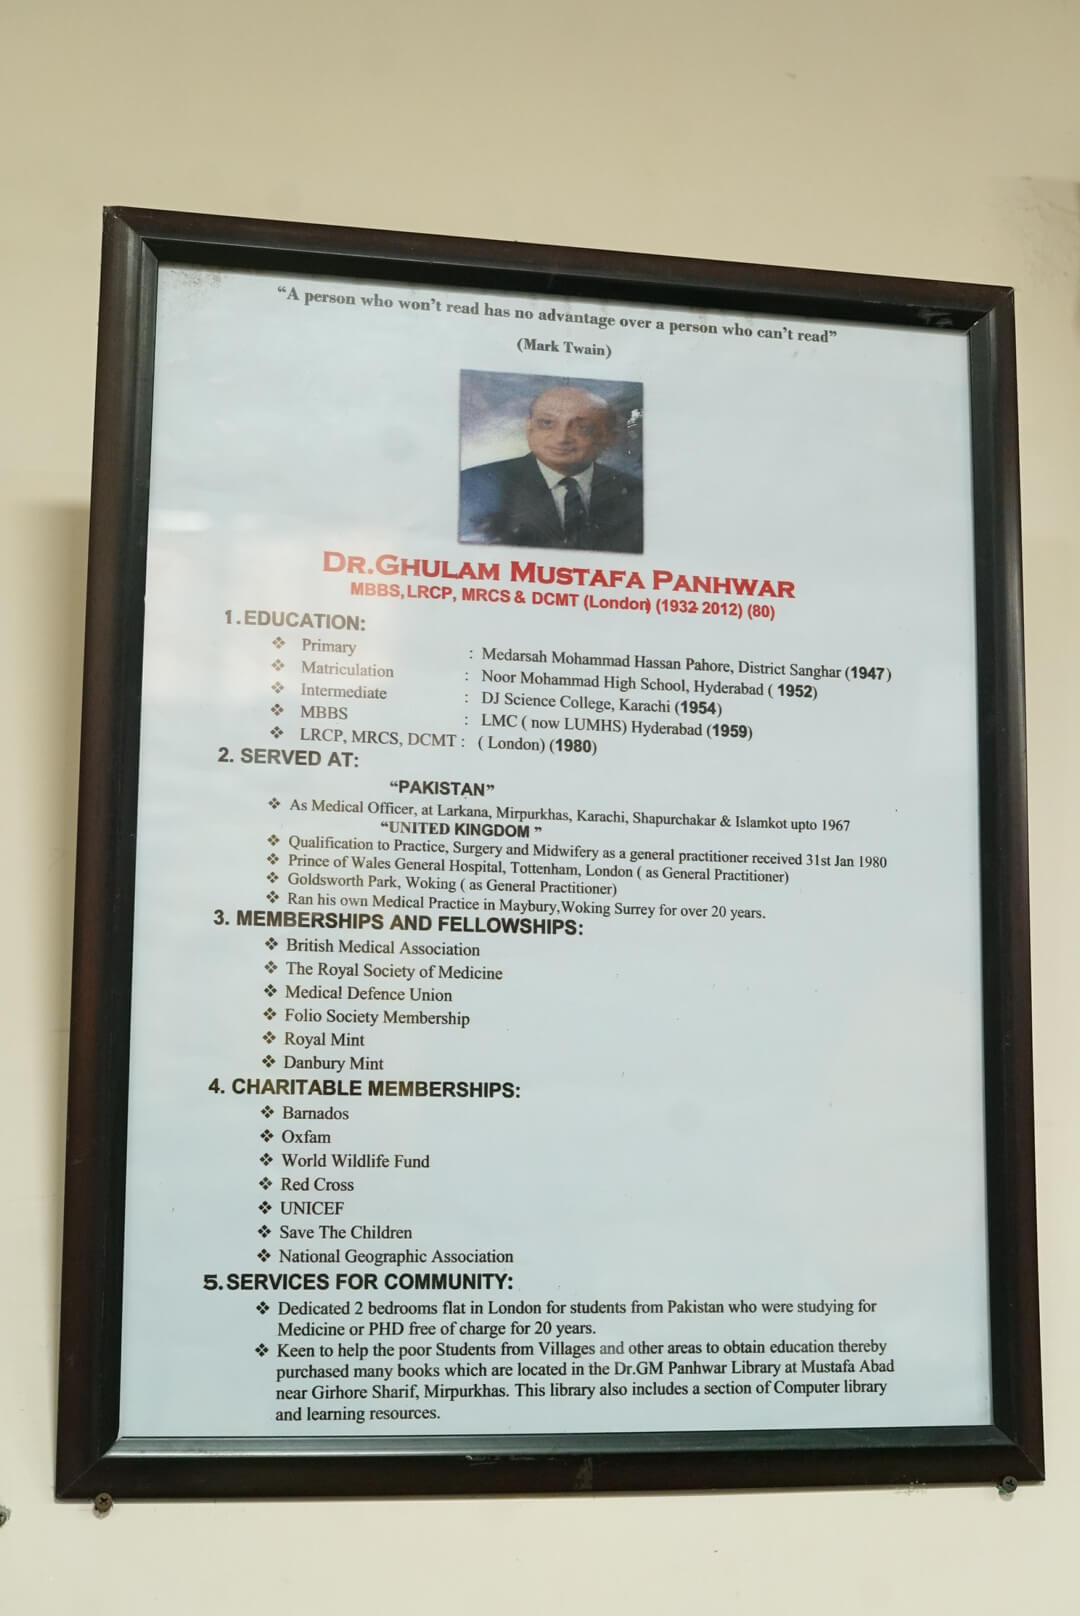 “A person who won’t read has no advantage over a person who can’t read”
(Mark Twain)
DR.GHULAM MUSTAFA PANHWAR
MBBS, LRCP, MRCS & DCMT (London) (1932-2012) (80)
1. EDUCATION:
❖ Primary : Medarsah Mohammad Hassan Pahore, District Sanghar (1947)
❖ Matriculation : Noor Mohammad High School, Hyderabad ( 1952)
❖ Intermediate : DJ Science College, Karachi (1954)
❖ MBBS : LMC ( now LUMHS) Hyderabad (1959)
❖ LRCP, MRCS, DCMT : ( London) (1980)
2. SERVED AT:
“PAKISTAN”
❖ As Medical Officer, at Larkana, Mirpurkhas, Karachi, Shapurchakar & Islamkot upto 1967
“UNITED KINGDOM ”
❖ Qualification to Practice, Surgery and Midwifery as a general practitioner received 31st Jan 1980
❖ Prince of Wales General Hospital, Tottenham, London ( as General Practitioner)
❖ Goldsworth Park, Woking ( as General Practitioner)
❖ Ran his own Medical Practice in Maybury,Woking Surrey for over 20 years.
3. MEMBERSHIPS AND FELLOWSHIPS:
❖ British Medical Association
❖ The Royal Society of Medicine
❖ Medical Defence Union
❖ Folio Society Membership
❖ Royal Mint
❖ Danbury Mint
4. CHARITABLE MEMBERSHIPS:
❖ Barnados
❖ Oxfam
❖ World Wildlife Fund
❖ Red Cross
❖ UNICEF
❖ Save The Children
❖ National Geographic Association
5. SERVICES FOR COMMUNITY:
❖ Dedicated 2 bedrooms flat in London for students from Pakistan who were studying for
Medicine or PHD free of charge for 20 years.
❖ Keen to help the poor Students from Villages and other areas to obtain education thereby
purchased many books which are located in the Dr.GM Panhwar Library at Mustafa Abad
near Girhore Sharif, Mirpurkhas. This library also includes a section of Computer library
and learning resources.